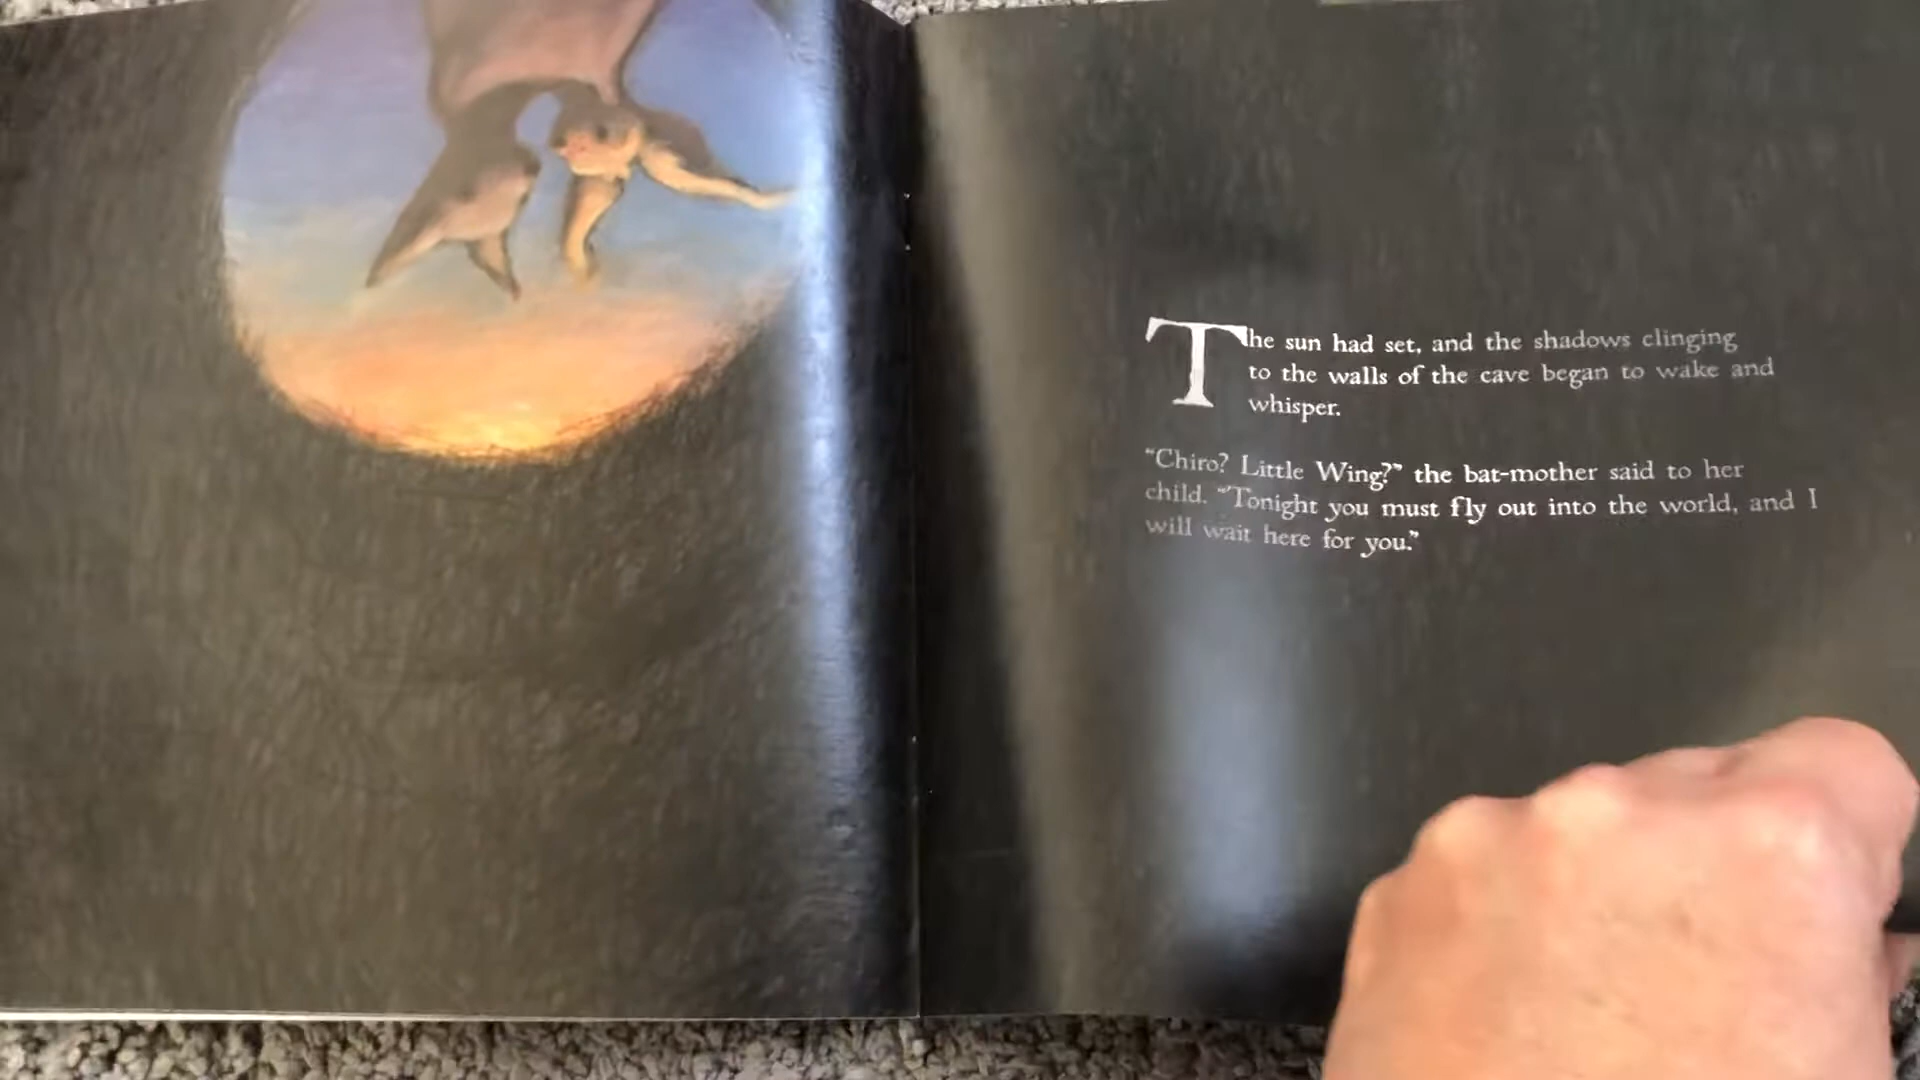 The sun had set, and the shadows clinging
to the walls of the cave began to wake and
whisper.
"Chiro? Little Wing?" the bat-mother said to her
child. "Tonight you must fly out into the world, and I
will wait here for you."